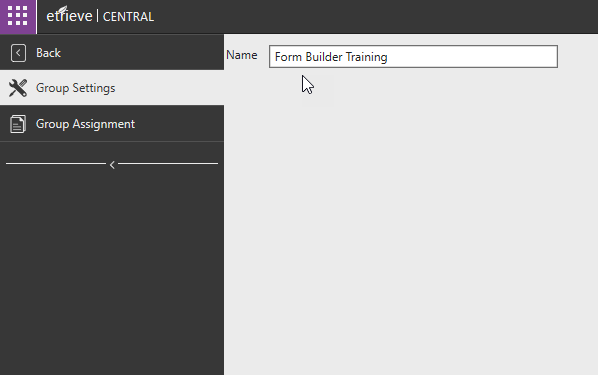 etrieve | CENTRAL
Back
Name Form Builder Training
Group Settings
Group Assignment